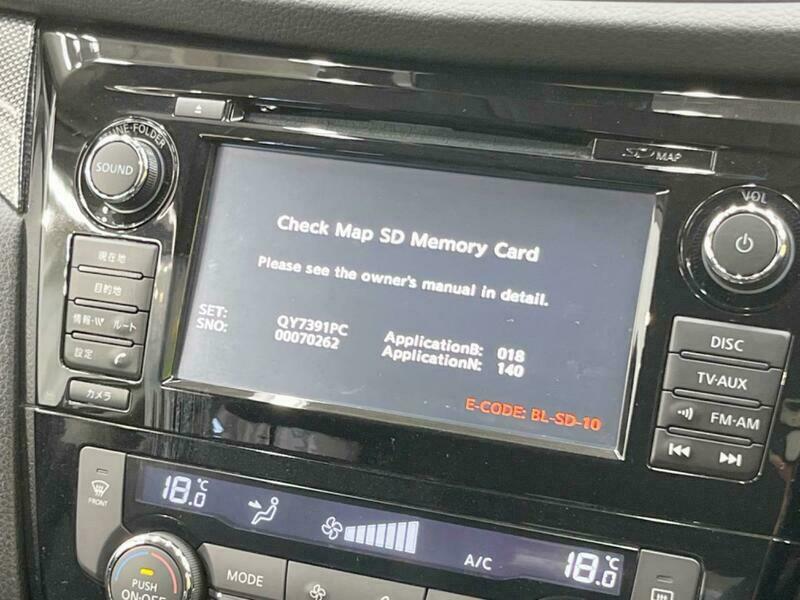 TUNE·FOLDER
SOUND
SD MAP
VOL
Check Map SD Memory Card
Please see the owner's manual in detail.
SET: QY7391PC ApplicationB: 018
SNO: 00070262 ApplicationN: 140
E-CODE: BL-SD-10
現在地
目的地
情報・ ルート
設定
カメラ
DISC
TV·AUX
FM·AM
FRONT
18.0°C
A/C
18.0°C
PUSH
ON·OFF
MODE